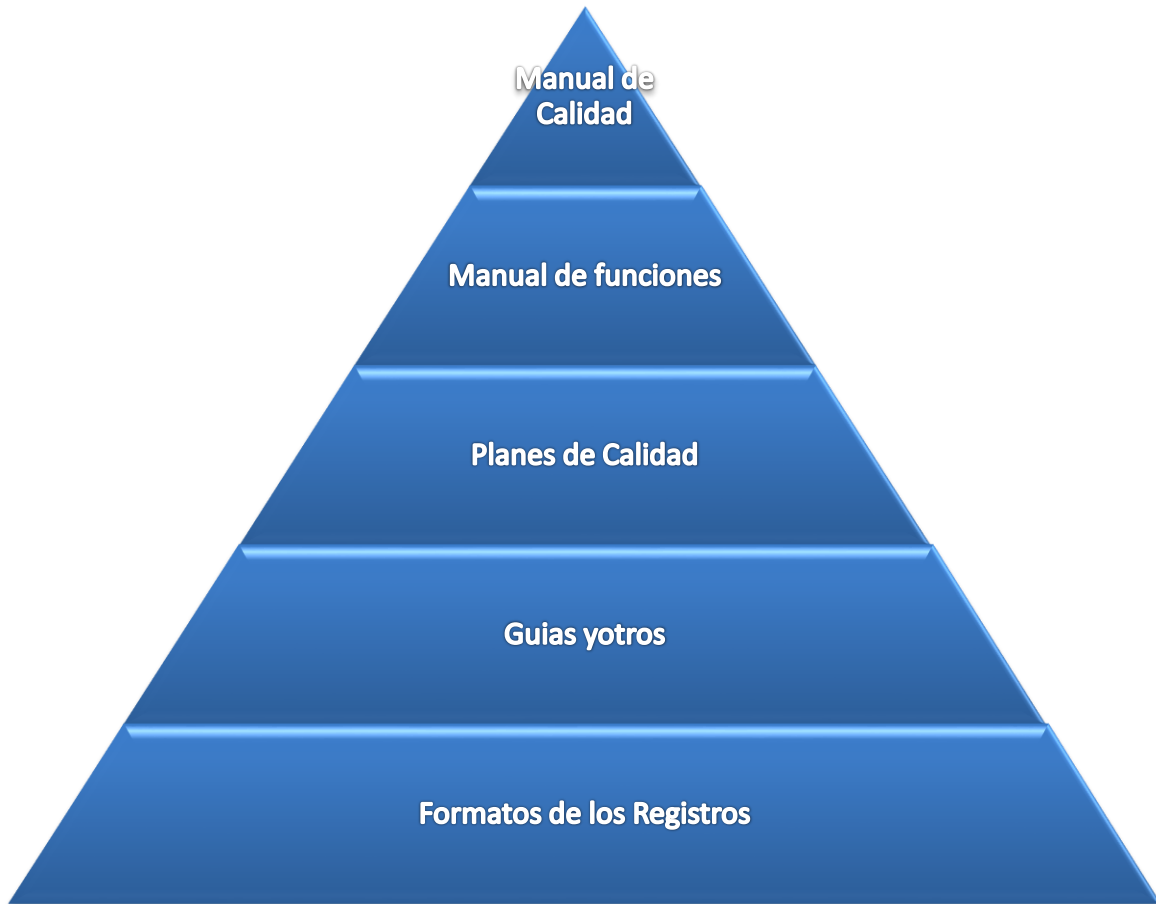 Manual de
Calidad
Manual de funciones
Planes de Calidad
Guias yotros
Formatos de los Registros